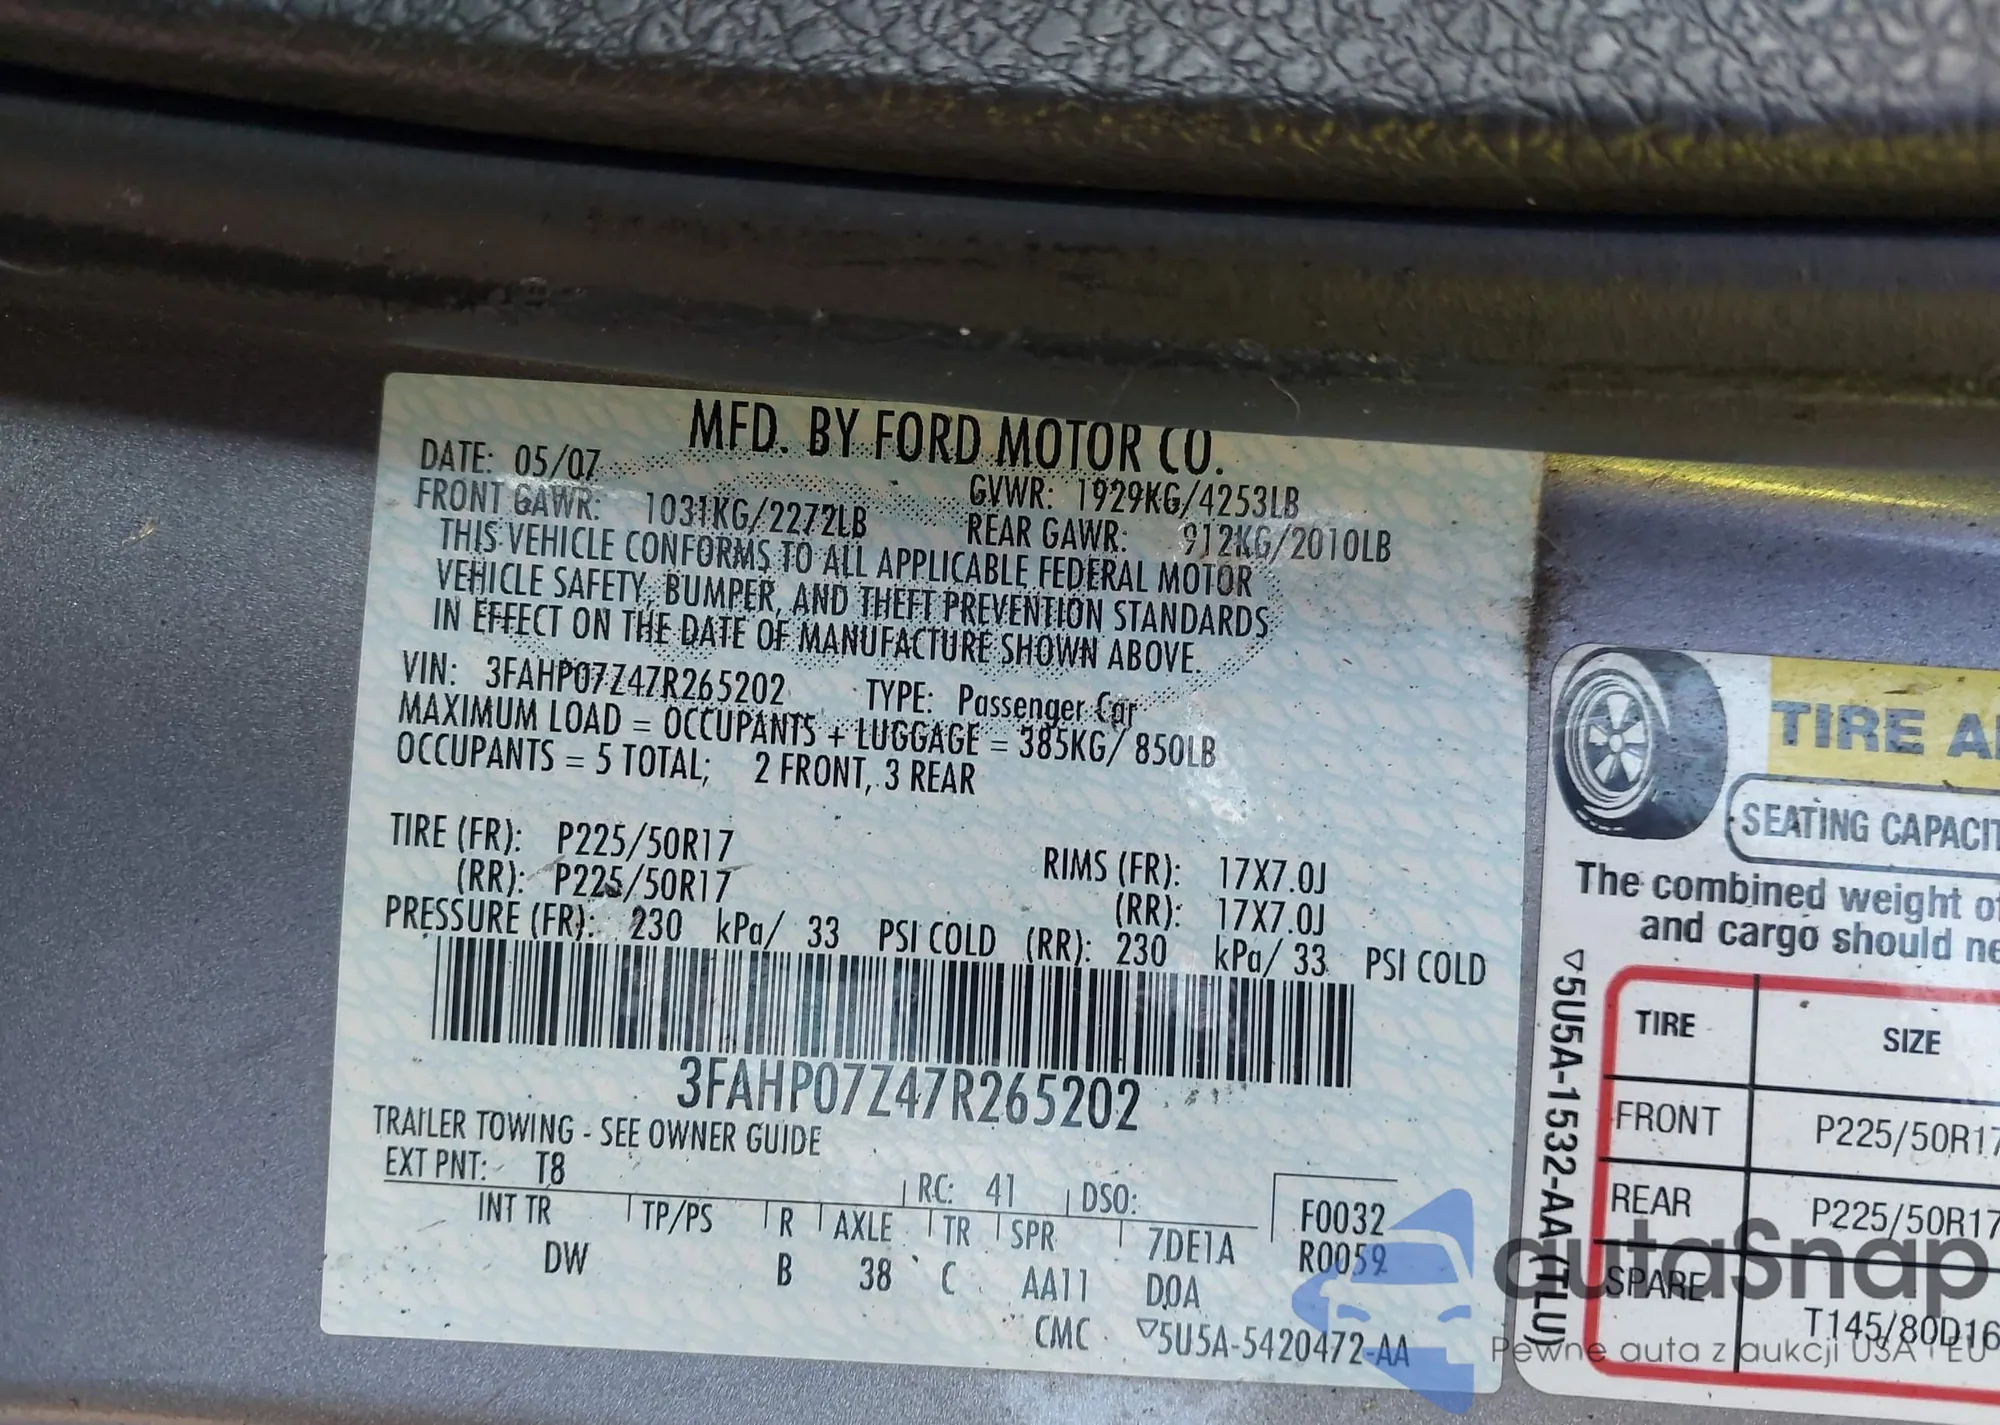 MFD. BY FORD MOTOR CO.
DATE: 05/07
GVWR: 1929KG/4253LB
FRONT GAWR: 1031KG/2272LB
REAR GAWR: 912KG/2010LB
THIS VEHICLE CONFORMS TO ALL APPLICABLE FEDERAL MOTOR
VEHICLE SAFETY, BUMPER, AND THEFT PREVENTION STANDARDS
IN EFFECT ON THE DATE OF MANUFACTURE SHOWN ABOVE.
VIN: 3FAHP07Z47R265202 TYPE: Passenger Car
MAXIMUM LOAD = OCCUPANTS + LUGGAGE = 385KG/ 850LB
OCCUPANTS = 5 TOTAL; 2 FRONT, 3 REAR
TIRE (FR): P225/50R17 RIMS (FR): 17X7.0J
(RR): P225/50R17 (RR): 17X7.0J
PRESSURE (FR): 230 kPa/ 33 PSI COLD (RR): 230 kPa/ 33 PSI COLD
3FAHP07Z47R265202
TRAILER TOWING - SEE OWNER GUIDE
EXT PNT: T8 RC: 41 DSO:
INT TR TP/PS R AXLE TR SPR 7DE1A F0032
DW B 38 C AA11 D0A R0059
CMC ▽5U5A-5420472-AA
TIRE A
SEATING CAPACIT
The combined weight of
and cargo should ne
▽5U5A-1532-AA (TLU)
TIRE SIZE
FRONT P225/50R17
REAR P225/50R17
SPARE T145/80D16
autaSnap
Pewne auta z aukcji USA i EU